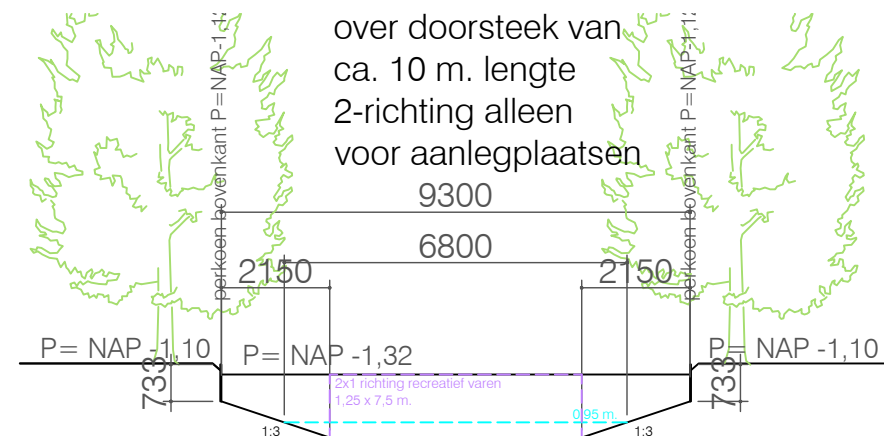 over doorsteek van
ca. 10 m. lengte
2-richting alleen
voor aanlegplaatsen
perkoen bovenkant P=NAP-1,12
perkoen bovenkant P=NAP-1,12
9300
6800
2150
2150
P= NAP -1,10
P= NAP -1,32
P= NAP -1,10
733
733
2x1 richting recreatief varen
1,25 x 7,5 m.
0,95 m.
1:3
1:3